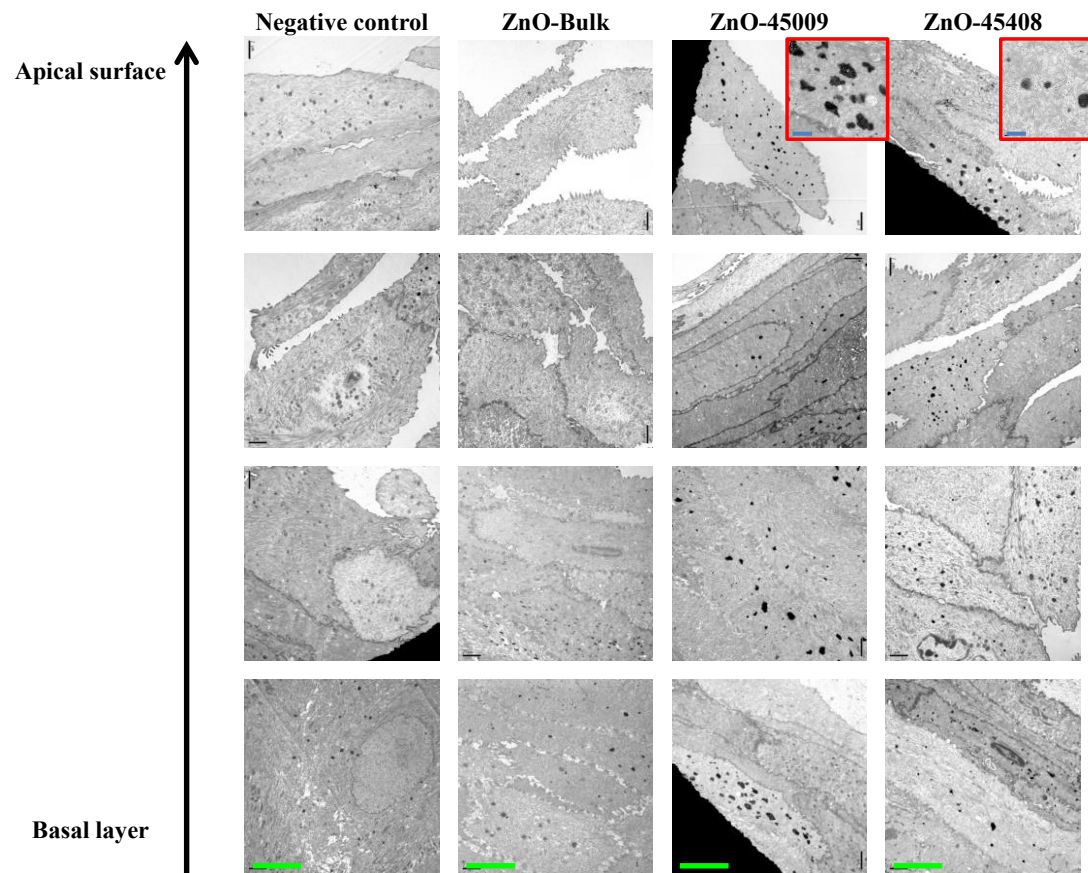 Negative control
ZnO-Bulk
ZnO-45009
ZnO-45408
Apical surface
Basal layer